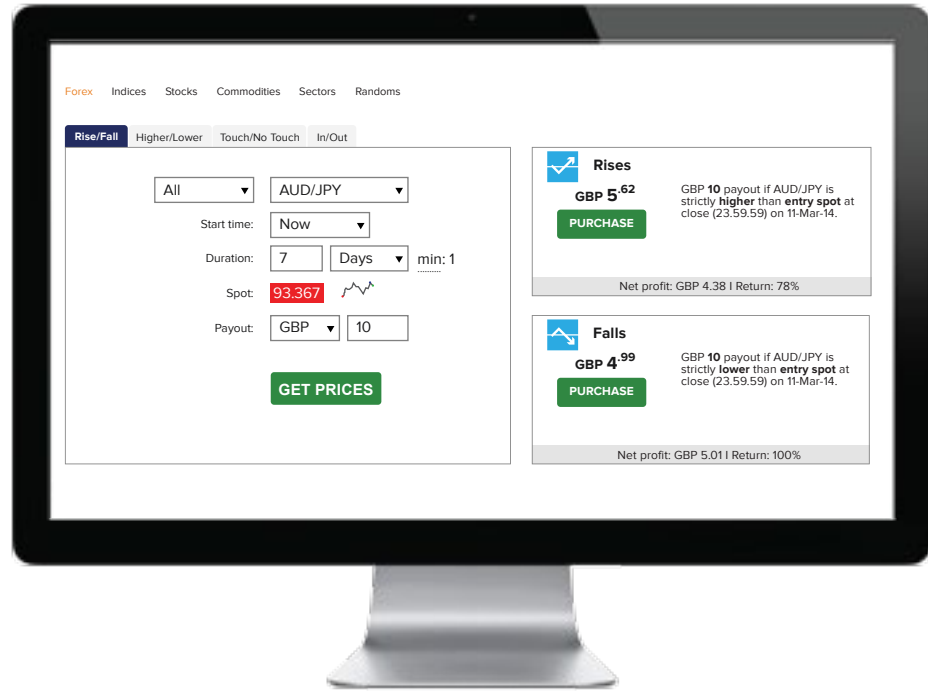 Forex Indices Stocks Commodities Sectors Randoms
Rise/Fall Higher/Lower Touch/No Touch In/Out
All AUD/JPY
Start time: Now
Duration: 7 Days min: 1
Spot: 93.367
Payout: GBP 10
GET PRICES
Rises
GBP 5.62
PURCHASE
GBP 10 payout if AUD/JPY is
strictly higher than entry spot at
close (23.59.59) on 11-Mar-14.
Net profit: GBP 4.38 I Return: 78%
Falls
GBP 4.99
PURCHASE
GBP 10 payout if AUD/JPY is
strictly lower than entry spot at
close (23.59.59) on 11-Mar-14.
Net profit: GBP 5.01 I Return: 100%